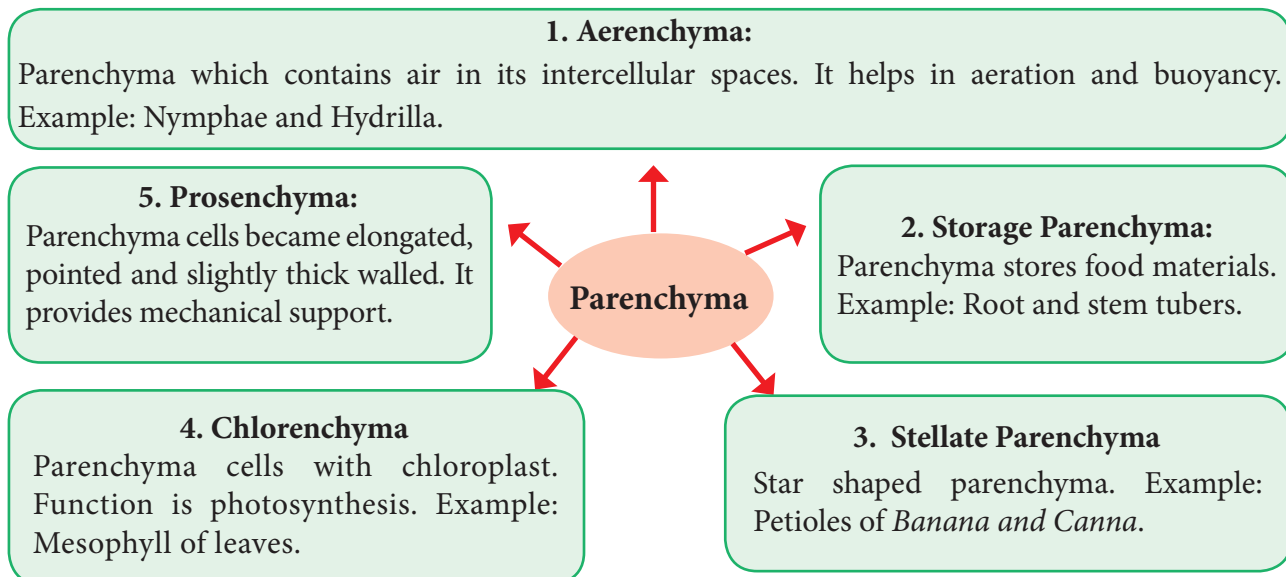 1. Aerenchyma:
Parenchyma which contains air in its intercellular spaces. It helps in aeration and buoyancy.
Example: Nymphae and Hydrilla.
5. Prosenchyma:
Parenchyma cells became elongated,
pointed and slightly thick walled. It
provides mechanical support.
Parenchyma
2. Storage Parenchyma:
Parenchyma stores food materials.
Example: Root and stem tubers.
4. Chlorenchyma
Parenchyma cells with chloroplast.
Function is photosynthesis. Example:
Mesophyll of leaves.
3. Stellate Parenchyma
Star shaped parenchyma. Example:
Petioles of Banana and Canna.